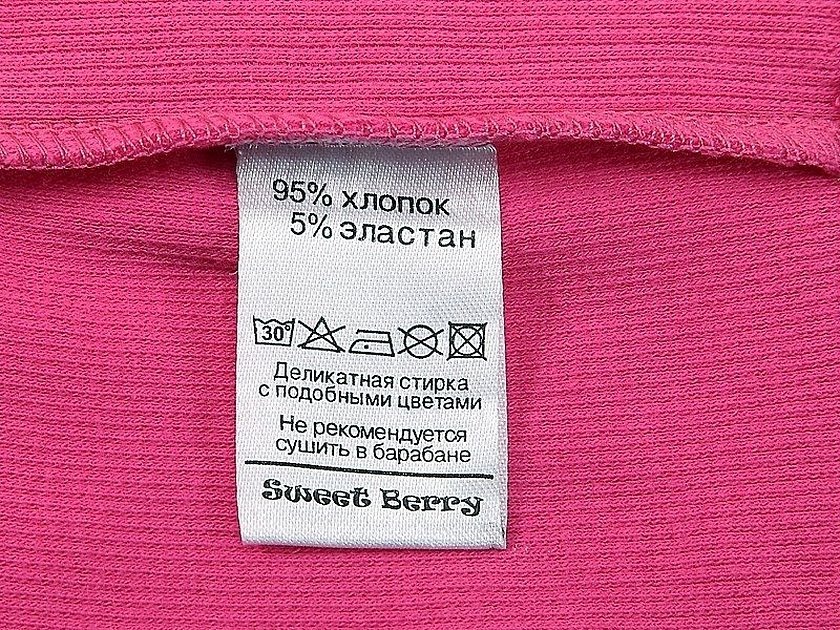 95% хлопок
5% эластан
30°
Деликатная стирка
с подобными цветами
Не рекомендуется
сушить в барабане
Sweet Berry